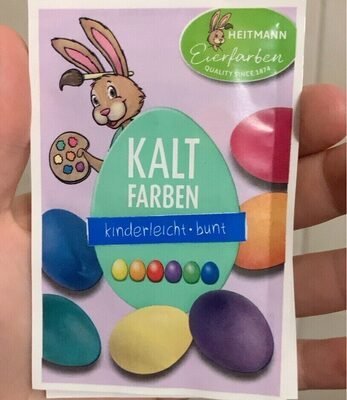 HEITMANN
Eierfarben
QUALITY SINCE 1874
KALT
FARBEN
kinderleicht • bunt